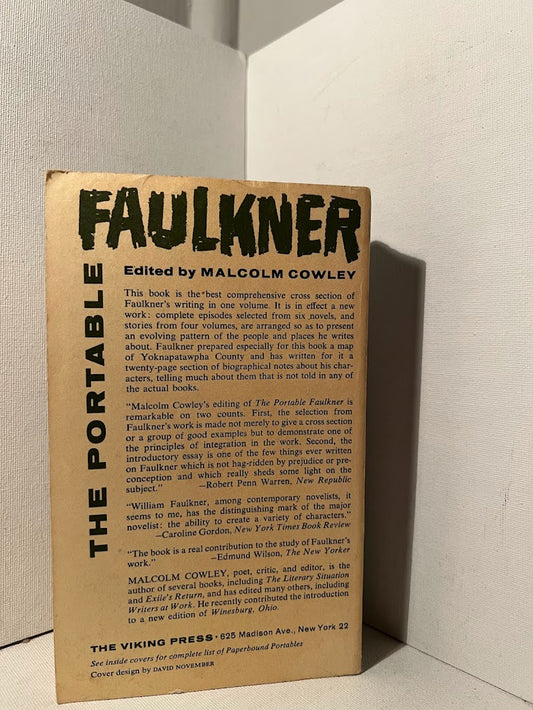 THE PORTABLE
FAULKNER
Edited by MALCOLM COWLEY
This book is the best comprehensive cross section of
Faulkner's writing in one volume. It is in effect a new
work: complete episodes selected from six novels, and
stories from four volumes, are arranged so as to present
an evolving pattern of the people and places he writes
about. Faulkner prepared especially for this book a map
of Yoknapatawpha County and has written for it a
twenty-page section of biographical notes about his char-
acters, telling much about them that is not told in any of
the actual books.
"Malcolm Cowley's editing of The Portable Faulkner is
remarkable on two counts. First, the selection from
Faulkner's work is made not merely to give a cross section
or a group of good examples but to demonstrate one of
the principles of integration in the work. Second, the
introductory essay is one of the few things ever written
on Faulkner which is not hag-ridden by prejudice or pre-
conception and which really sheds some light on the
subject." —Robert Penn Warren, New Republic
"William Faulkner, among contemporary novelists, it
seems to me, has the distinguishing mark of the major
novelist: the ability to create a variety of characters."
—Caroline Gordon, New York Times Book Review
"The book is a real contribution to the study of Faulkner's
work." —Edmund Wilson, The New Yorker
MALCOLM COWLEY, poet, critic, and editor, is the
author of several books, including The Literary Situation
and Exile's Return, and has edited many others, including
Writers at Work. He recently contributed the introduction
to a new edition of Winesburg, Ohio.
THE VIKING PRESS • 625 Madison Ave., New York 22
See inside covers for complete list of Paperbound Portables
Cover design by DAVID NOVEMBER